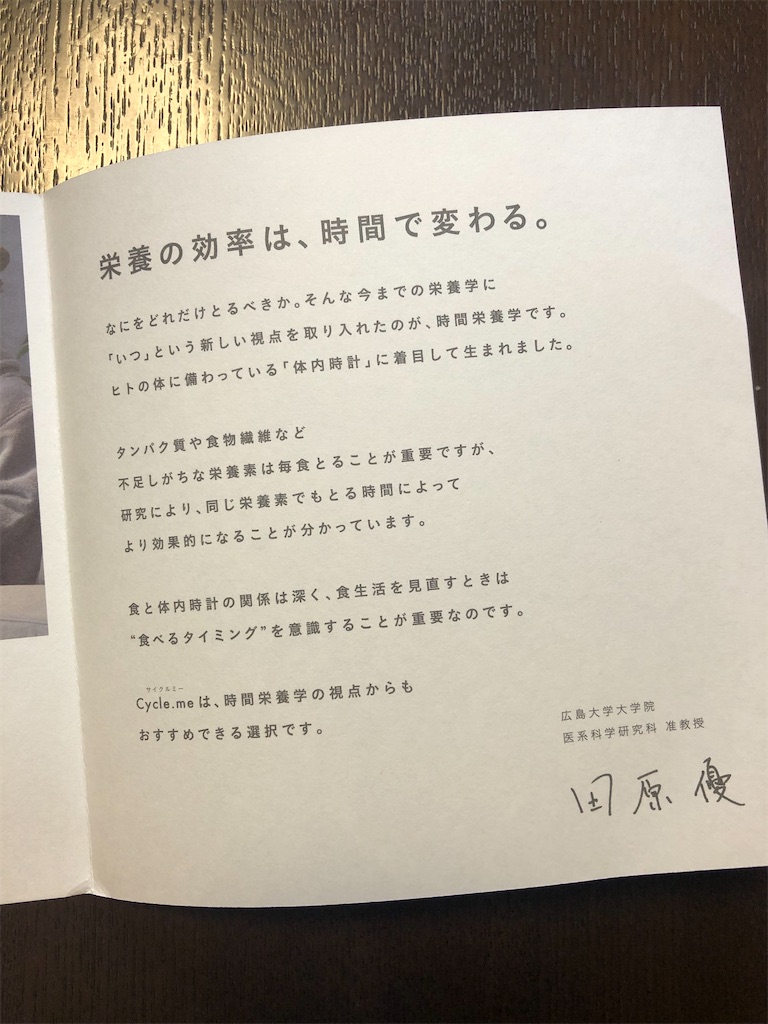 栄養の効率は、時間で変わる。
なにをどれだけとるべきか。そんな今までの栄養学に
「いつ」という新しい視点を取り入れたのが、時間栄養学です。
ヒトの体に備わっている「体内時計」に着目して生まれました。
タンパク質や食物繊維など
不足しがちな栄養素は毎食とることが重要ですが、
研究により、同じ栄養素でもとる時間によって
より効果的になることが分かっています。
食と体内時計の関係は深く、食生活を見直すときは
“食べるタイミング”を意識することが重要なのです。
サイクルミー
Cycle.meは、時間栄養学の視点からも
おすすめできる選択です。
広島大学大学院
医系科学研究科 准教授
田原優